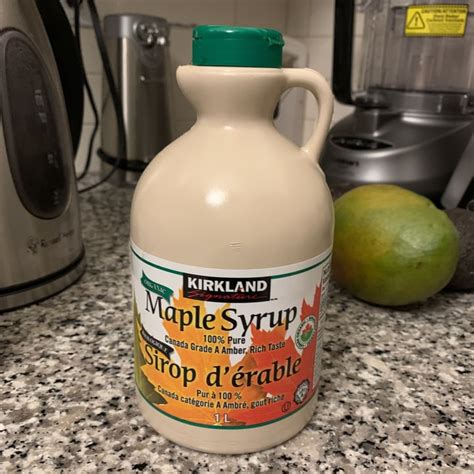 CAUTION/ATTENTION
ORGANIC
KIRKLAND
Signature
Maple Syrup
100% Pure
Canada Grade A Amber, Rich Taste
Sirop d'érable
Pur à 100 %
Canada catégorie A Ambré, goût riche
1 L